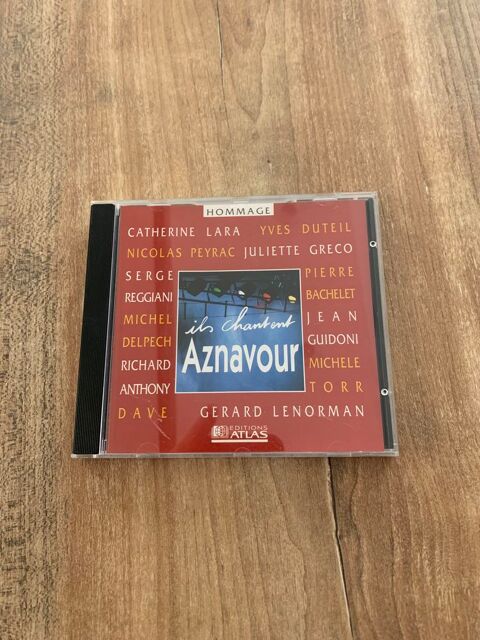 HOMMAGE
CATHERINE LARA YVES DUTEIL
NICOLAS PEYRAC JULIETTE GRECO
SERGE
REGGIANI
MICHEL
DELPECH
RICHARD
ANTHONY
PIERRE
BACHELET
JEAN
GUIDONI
MICHELE
TORR
ils chantent
Aznavour
DAVE GERARD LENORMAN
EDITIONS
ATLAS